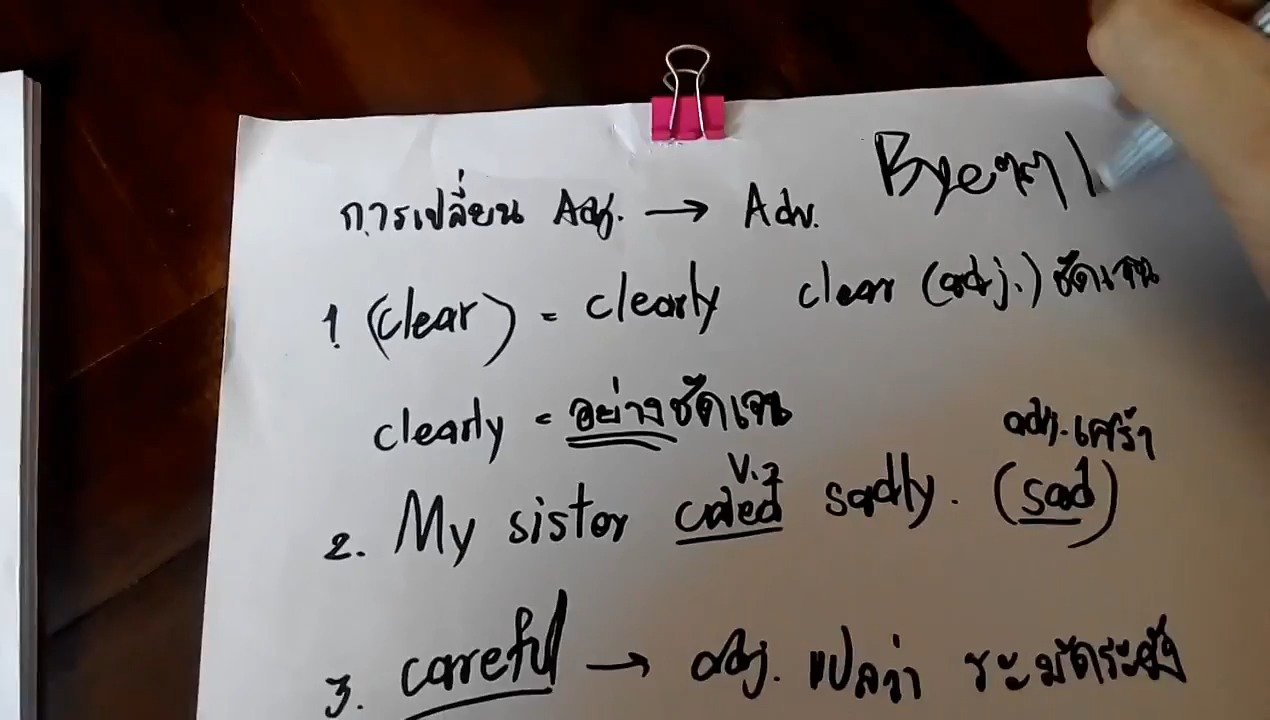 การเปลี่ยน Adj. → Adv.
Bye ๆๆ
1 (clear) = clearly clear (adj.) ชัดเจน
clearly = อย่างชัดเจน
adj. เศร้า
V.2
2. My sister cried sadly. (sad)
3. careful → adj. แปลว่า ระมัดระวัง